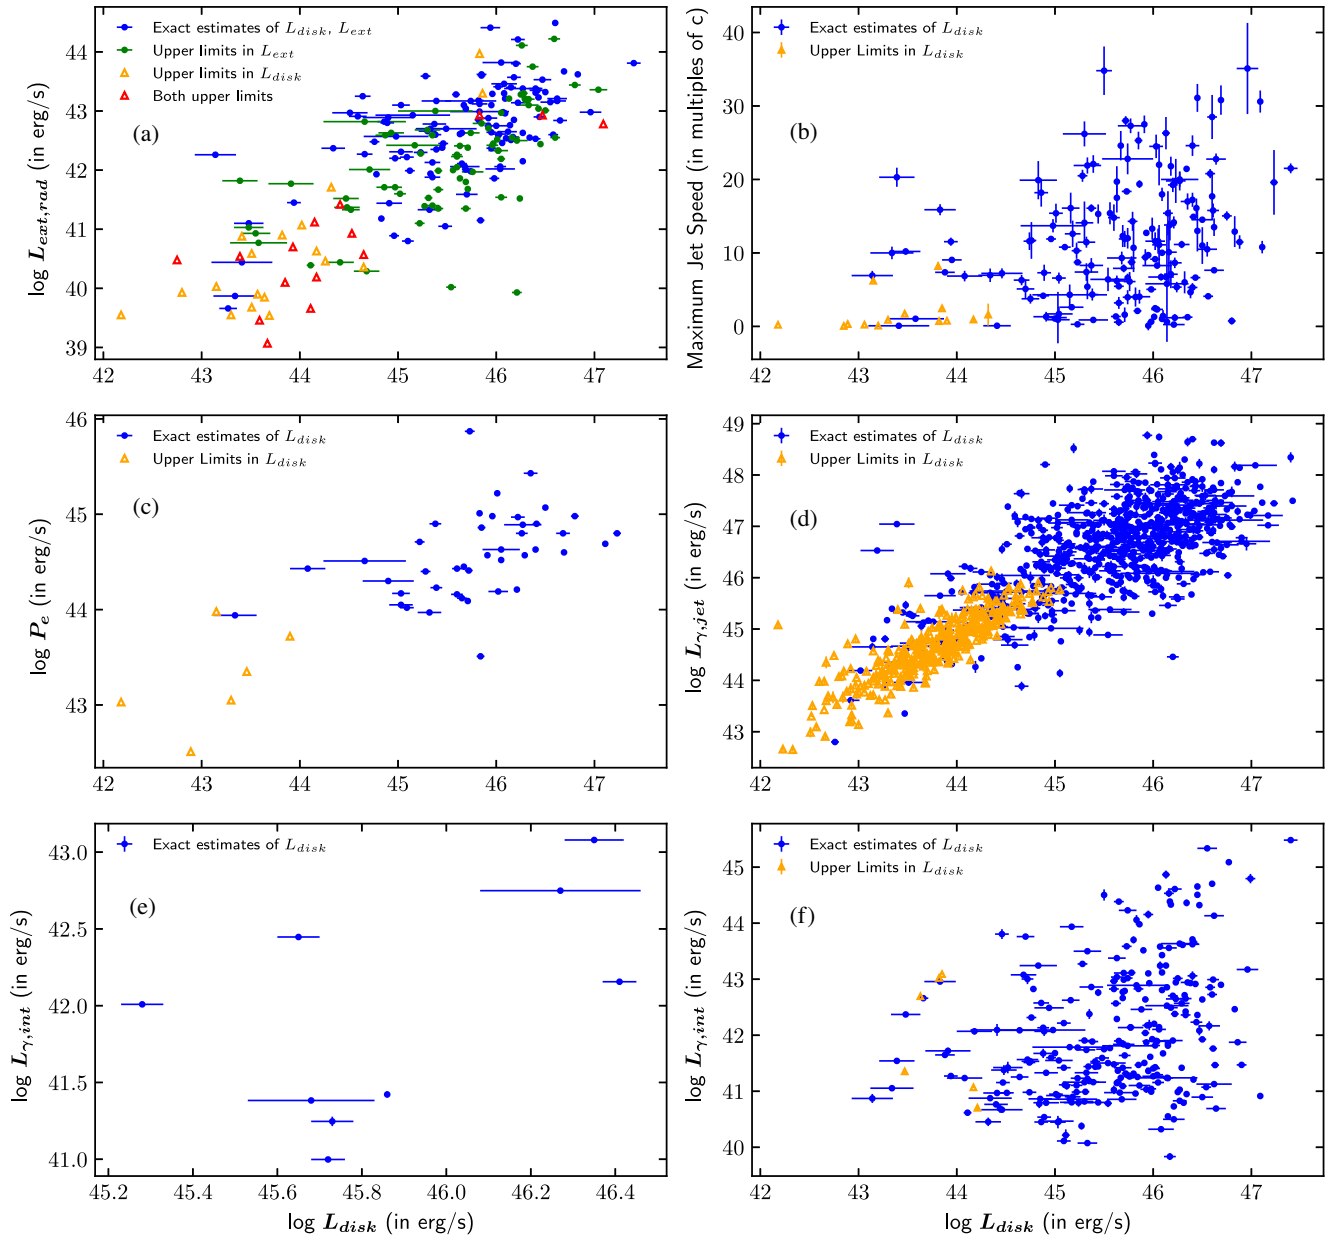 Exact estimates of L_disk, L_ext
Upper limits in L_ext
Upper limits in L_disk
Both upper limits
(a)
log L_ext,rad (in erg/s)
44
43
42
41
40
39
42 43 44 45 46 47
Exact estimates of L_disk
Upper Limits in L_disk
(b)
Maximum Jet Speed (in multiples of c)
40
30
20
10
0
42 43 44 45 46 47
Exact estimates of L_disk
Upper Limits in L_disk
(c)
log P_e (in erg/s)
46
45
44
43
42 43 44 45 46 47
Exact estimates of L_disk
Upper Limits in L_disk
(d)
log L_γ,jet (in erg/s)
49
48
47
46
45
44
43
42 43 44 45 46 47
Exact estimates of L_disk
(e)
log L_γ,int (in erg/s)
43.0
42.5
42.0
41.5
41.0
45.2 45.4 45.6 45.8 46.0 46.2 46.4
log L_disk (in erg/s)
Exact estimates of L_disk
Upper Limits in L_disk
(f)
log L_γ,int (in erg/s)
45
44
43
42
41
40
42 43 44 45 46 47
log L_disk (in erg/s)